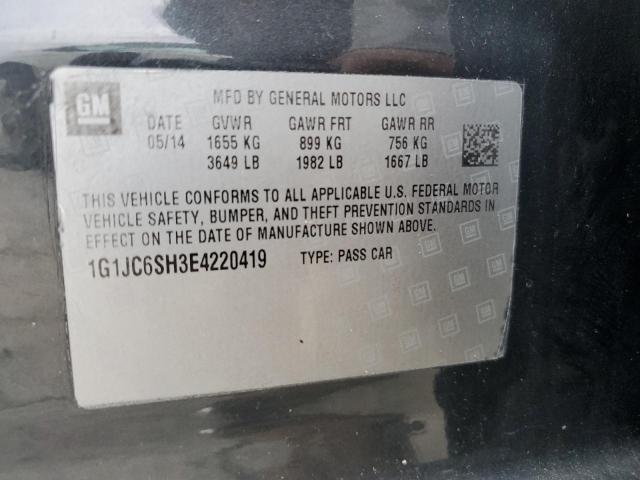 GM
MFD BY GENERAL MOTORS LLC
DATE GVWR GAWR FRT GAWR RR
05/14 1655 KG 899 KG 756 KG
3649 LB 1982 LB 1667 LB
THIS VEHICLE CONFORMS TO ALL APPLICABLE U.S. FEDERAL MOTOR
VEHICLE SAFETY, BUMPER, AND THEFT PREVENTION STANDARDS IN
EFFECT ON THE DATE OF MANUFACTURE SHOWN ABOVE.
1G1JC6SH3E4220419 TYPE: PASS CAR